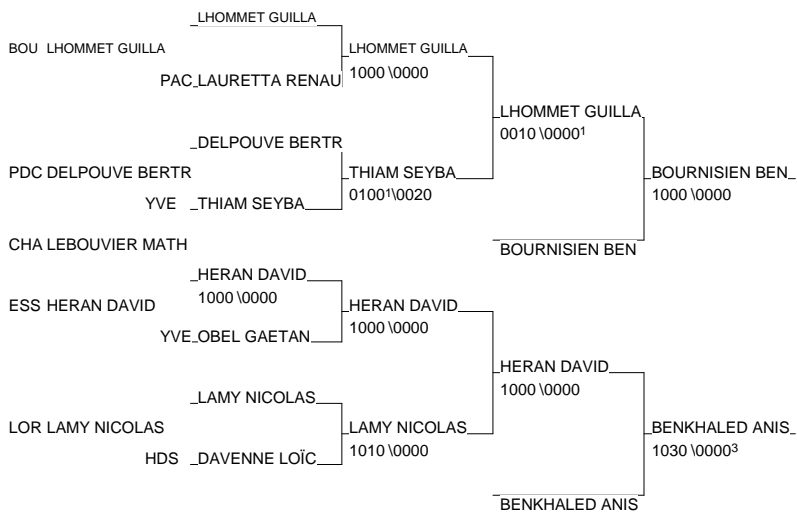 LHOMMET GUILLA
BOU LHOMMET GUILLA
LHOMMET GUILLA
1000 \0000
PAC LAURETTA RENAU
LHOMMET GUILLA
0010 \0000¹
DELPOUVE BERTR
PDC DELPOUVE BERTR
THIAM SEYBA
0100¹\0020
BOURNISIEN BEN
1000 \0000
YVE THIAM SEYBA
CHA LEBOUVIER MATH
BOURNISIEN BEN
HERAN DAVID
1000 \0000
ESS HERAN DAVID
HERAN DAVID
1000 \0000
YVE OBEL GAETAN
HERAN DAVID
1000 \0000
LAMY NICOLAS
LOR LAMY NICOLAS
LAMY NICOLAS
1010 \0000
BENKHALED ANIS
1030 \0000³
HDS DAVENNE LOÏC
BENKHALED ANIS